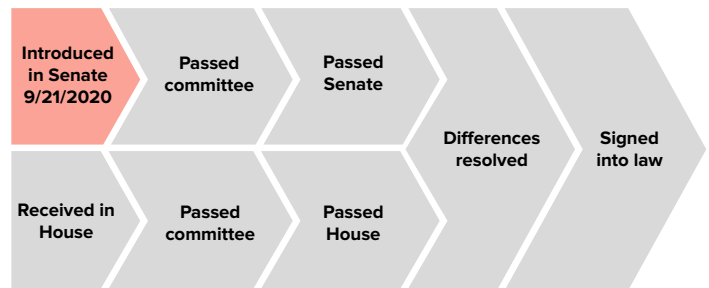 Introduced
in Senate
9/21/2020
Passed
committee
Passed
Senate
Differences
resolved
Signed
into law
Received in
House
Passed
committee
Passed
House